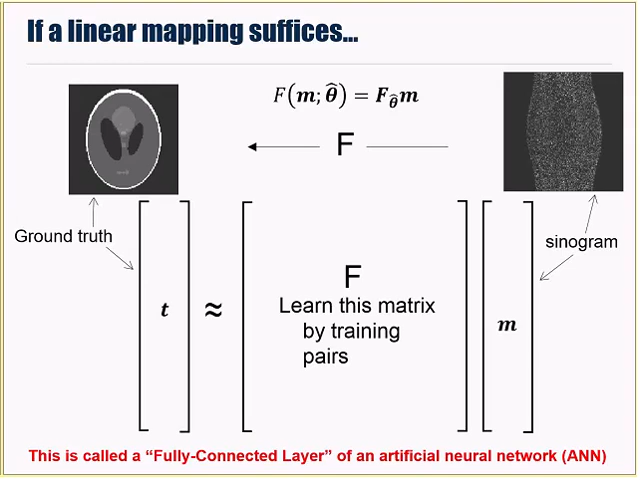 If a linear mapping suffices...
F(m; θ̂) = F_θ̂ m
F
Ground truth
sinogram
t ≈ F m
Learn this matrix
by training
pairs
This is called a “Fully-Connected Layer” of an artificial neural network (ANN)